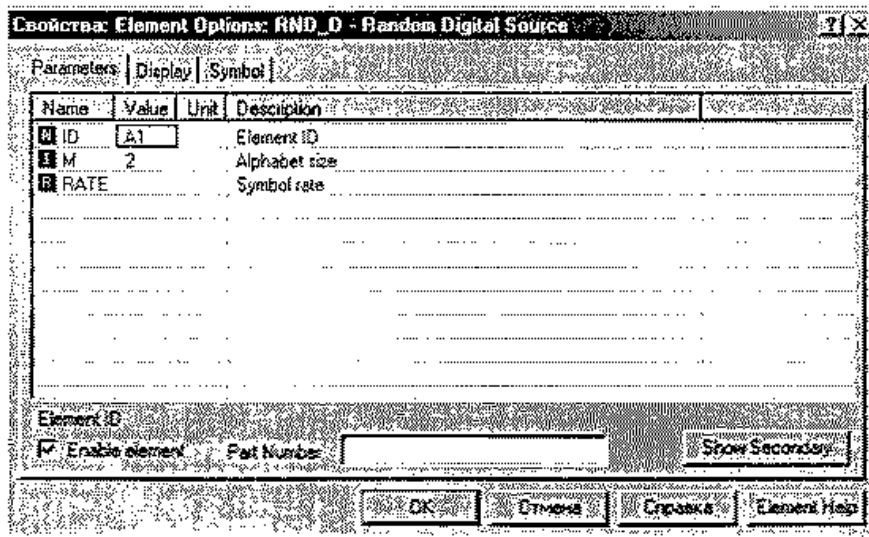 Свойства: Element Options: RND_D - Random Digital Source ? ×
Parameters Display Symbol
Name Value Unit Description
ID A1 Element ID
M 2 Alphabet size
RATE Symbol rate
Element ID
Enable element Part Number Show Secondary
OK Отмена Справка Element Help